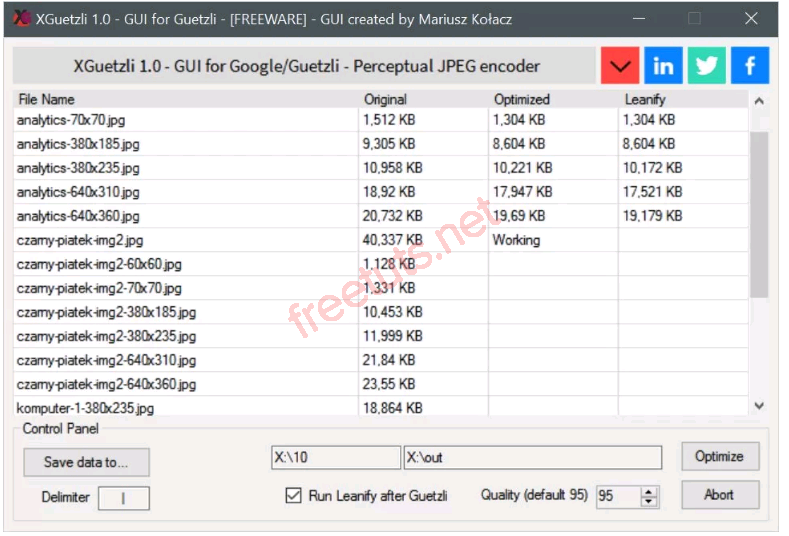 XGuetzli 1.0 - GUI for Guetzli - [FREEWARE] - GUI created by Mariusz Kołacz
XGuetzli 1.0 - GUI for Google/Guetzli - Perceptual JPEG encoder
in
f
File Name Original Optimized Leanify
analytics-70x70.jpg 1,512 KB 1,304 KB 1,304 KB
analytics-380x185.jpg 9,305 KB 8,604 KB 8,604 KB
analytics-380x235.jpg 10,958 KB 10,221 KB 10,172 KB
analytics-640x310.jpg 18,92 KB 17,947 KB 17,521 KB
analytics-640x360.jpg 20,732 KB 19,69 KB 19,179 KB
czarny-piatek-img2.jpg 40,337 KB Working
czarny-piatek-img2-60x60.jpg 1,128 KB
czarny-piatek-img2-70x70.jpg 1,331 KB
czarny-piatek-img2-380x185.jpg 10,453 KB
czarny-piatek-img2-380x235.jpg 11,999 KB
czarny-piatek-img2-640x310.jpg 21,84 KB
czarny-piatek-img2-640x360.jpg 23,55 KB
komputer-1-380x235.jpg 18,864 KB
freetuts.net
Control Panel
Save data to... X:\10 X:\out Optimize
Delimiter | Run Leanify after Guetzli Quality (default 95) 95 Abort